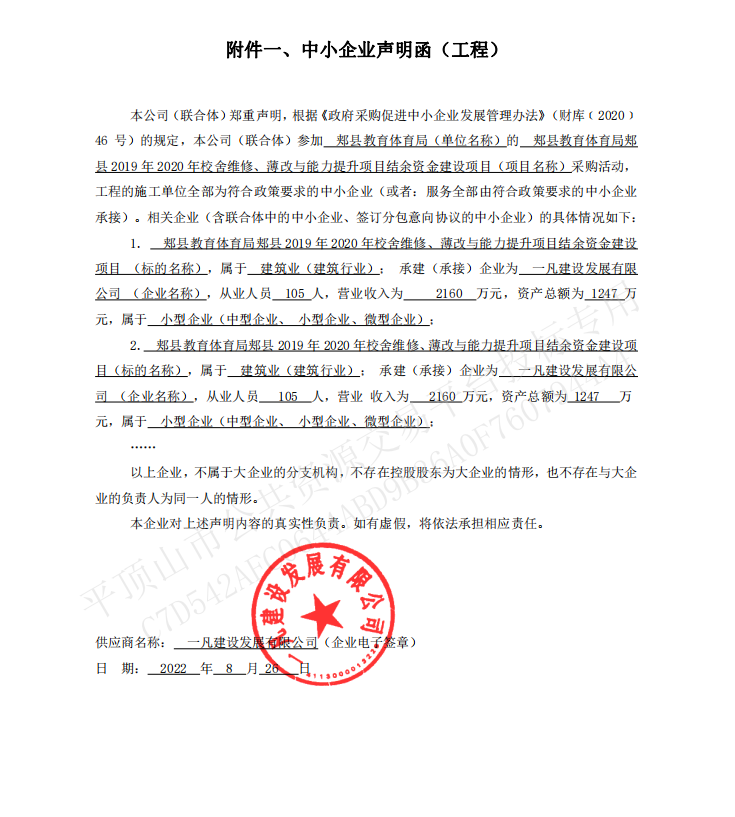 附件一、中小企业声明函（工程）
本公司（联合体）郑重声明，根据《政府采购促进中小企业发展管理办法》（财库﹝2020﹞
46 号）的规定，本公司（联合体）参加 郏县教育体育局（单位名称）的 郏县教育体育局郏
县 2019 年 2020 年校舍维修、薄改与能力提升项目结余资金建设项目（项目名称）采购活动，
工程的施工单位全部为符合政策要求的中小企业（或者：服务全部由符合政策要求的中小企业
承接）。相关企业（含联合体中的中小企业、签订分包意向协议的中小企业）的具体情况如下：
1. 郏县教育体育局郏县 2019 年 2020 年校舍维修、薄改与能力提升项目结余资金建设
项目 （标的名称），属于 建筑业（建筑行业）； 承建（承接）企业为 一凡建设发展有限
公司 （企业名称），从业人员 105 人，营业收入为 2160 万元，资产总额为 1247 万
元，属于 小型企业（中型企业、 小型企业、微型企业）；
2. 郏县教育体育局郏县 2019 年 2020 年校舍维修、薄改与能力提升项目结余资金建设项
目（标的名称），属于 建筑业（建筑行业）； 承建（承接）企业为 一凡建设发展有限公
司 （企业名称），从业人员 105 人，营业 收入为 2160 万元，资产总额为 1247 万
元，属于 小型企业（中型企业、 小型企业、微型企业）；
……
以上企业，不属于大企业的分支机构，不存在控股股东为大企业的情形，也不存在与大企
业的负责人为同一人的情形。
本企业对上述声明内容的真实性负责。如有虚假，将依法承担相应责任。
供应商名称： 一凡建设发展有限公司（企业电子签章）
日 期： 2022 年 8 月 26 日
一凡建设发展有限公司
平顶山市公共资源交易平台投标专用